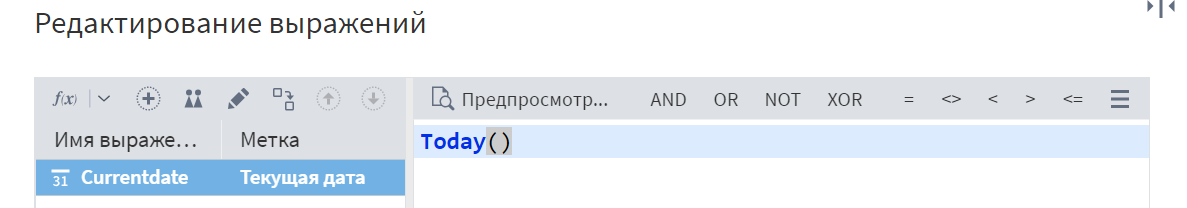 Редактирование выражений
f(x) Предпросмотр... AND OR NOT XOR = <> < > <=
Имя выраже... Метка
Today()
31 Currentdate Текущая дата